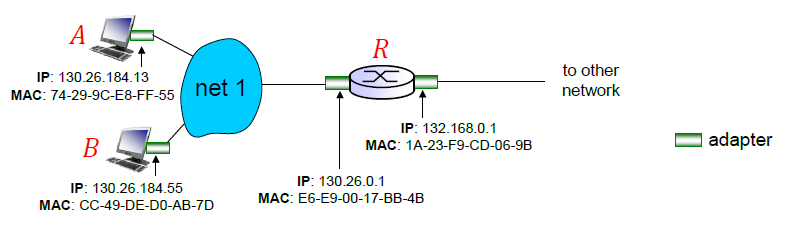 A
IP: 130.26.184.13
MAC: 74-29-9C-E8-FF-55
B
IP: 130.26.184.55
MAC: CC-49-DE-D0-AB-7D
net 1
R
IP: 130.26.0.1
MAC: E6-E9-00-17-BB-4B
IP: 132.168.0.1
MAC: 1A-23-F9-CD-06-9B
to other
network
adapter